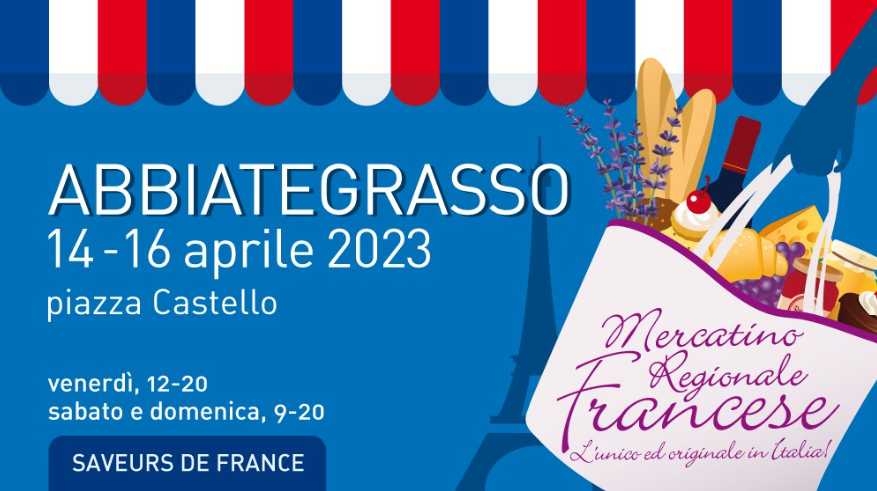 ABBIATEGRASSO
14-16 aprile 2023
piazza Castello
venerdì, 12-20
sabato e domenica, 9-20
SAVEURS DE FRANCE
Mercatino
Regionale
Francese
L'unico ed originale in Italia!